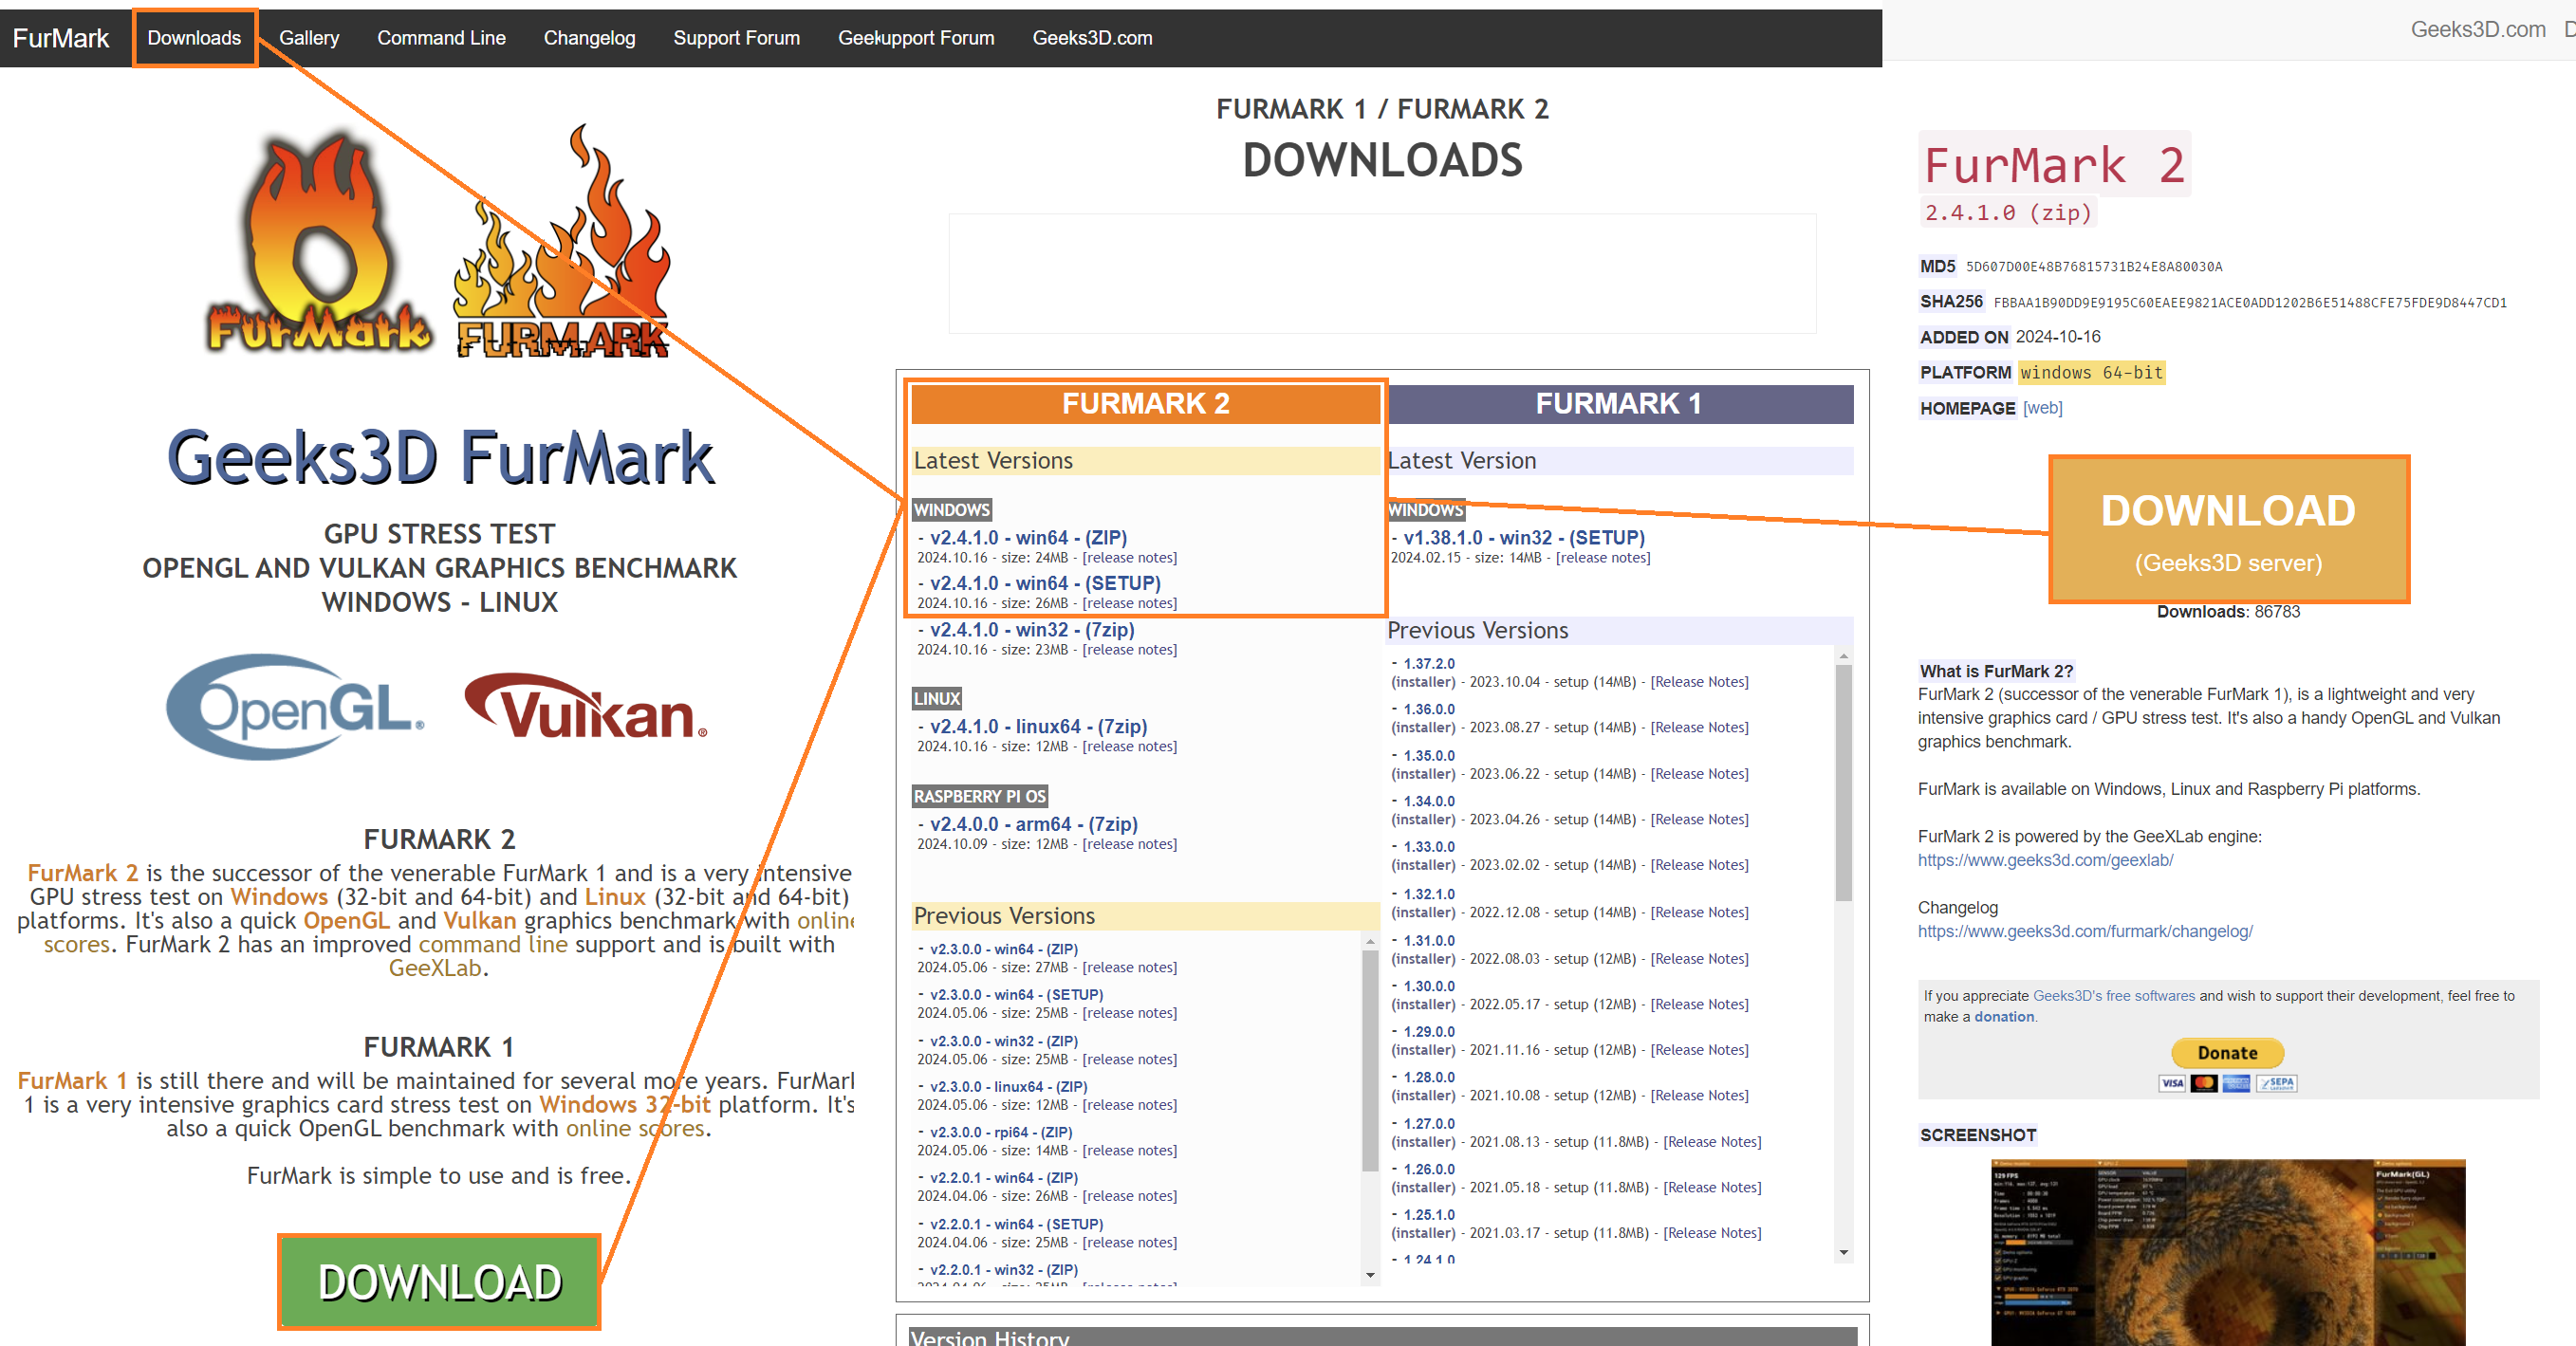 FurMark
Downloads
Gallery
Command Line
Changelog
Support Forum
Geekupport Forum
Geeks3D.com
FurMark
FURMARK
Geeks3D FurMark
GPU STRESS TEST
OPENGL AND VULKAN GRAPHICS BENCHMARK
WINDOWS - LINUX
OpenGL®
Vulkan®
FURMARK 2
FurMark 2 is the successor of the venerable FurMark 1 and is a very intensive
GPU stress test on Windows (32-bit and 64-bit) and Linux (32-bit and 64-bit)
platforms. It's also a quick OpenGL and Vulkan graphics benchmark with online
scores. FurMark 2 has an improved command line support and is built with
GeeXLab.
FURMARK 1
FurMark 1 is still there and will be maintained for several more years. FurMark
1 is a very intensive graphics card stress test on Windows 32-bit platform. It's
also a quick OpenGL benchmark with online scores.
FurMark is simple to use and is free.
DOWNLOAD
FURMARK 1 / FURMARK 2
DOWNLOADS
FURMARK 2
Latest Versions
WINDOWS
- v2.4.1.0 - win64 - (ZIP)
2024.10.16 - size: 24MB - [release notes]
- v2.4.1.0 - win64 - (SETUP)
2024.10.16 - size: 26MB - [release notes]
- v2.4.1.0 - win32 - (7zip)
2024.10.16 - size: 23MB - [release notes]
LINUX
- v2.4.1.0 - linux64 - (7zip)
2024.10.16 - size: 12MB - [release notes]
RASPBERRY PI OS
- v2.4.0.0 - arm64 - (7zip)
2024.10.09 - size: 12MB - [release notes]
Previous Versions
- v2.3.0.0 - win64 - (ZIP)
2024.05.06 - size: 27MB - [release notes]
- v2.3.0.0 - win64 - (SETUP)
2024.05.06 - size: 25MB - [release notes]
- v2.3.0.0 - win32 - (ZIP)
2024.05.06 - size: 25MB - [release notes]
- v2.3.0.0 - linux64 - (ZIP)
2024.05.06 - size: 12MB - [release notes]
- v2.3.0.0 - rpi64 - (ZIP)
2024.05.06 - size: 14MB - [release notes]
- v2.2.0.1 - win64 - (ZIP)
2024.04.06 - size: 26MB - [release notes]
- v2.2.0.1 - win64 - (SETUP)
2024.04.06 - size: 25MB - [release notes]
- v2.2.0.1 - win32 - (ZIP)
FURMARK 1
Latest Version
WINDOWS
- v1.38.1.0 - win32 - (SETUP)
2024.02.15 - size: 14MB - [release notes]
Previous Versions
- 1.37.2.0
(installer) - 2023.10.04 - setup (14MB) - [Release Notes]
- 1.36.0.0
(installer) - 2023.08.27 - setup (14MB) - [Release Notes]
- 1.35.0.0
(installer) - 2023.06.22 - setup (14MB) - [Release Notes]
- 1.34.0.0
(installer) - 2023.04.26 - setup (14MB) - [Release Notes]
- 1.33.0.0
(installer) - 2023.02.02 - setup (14MB) - [Release Notes]
- 1.32.1.0
(installer) - 2022.12.08 - setup (14MB) - [Release Notes]
- 1.31.0.0
(installer) - 2022.08.03 - setup (12MB) - [Release Notes]
- 1.30.0.0
(installer) - 2022.05.17 - setup (12MB) - [Release Notes]
- 1.29.0.0
(installer) - 2021.11.16 - setup (12MB) - [Release Notes]
- 1.28.0.0
(installer) - 2021.10.08 - setup (12MB) - [Release Notes]
- 1.27.0.0
(installer) - 2021.08.13 - setup (11.8MB) - [Release Notes]
- 1.26.0.0
(installer) - 2021.05.18 - setup (11.8MB) - [Release Notes]
- 1.25.1.0
(installer) - 2021.03.17 - setup (11.8MB) - [Release Notes]
- 1.24.1.0
Version History
Geeks3D.com
FurMark 2
2.4.1.0 (zip)
MD5 5D607D00E48B76815731B24E8A80030A
SHA256 FBBAA1B90DD9E9195C60EAEE9821ACE0ADD1202B6E51488CFE75FDE9D8447CD1
ADDED ON 2024-10-16
PLATFORM windows 64-bit
HOMEPAGE [web]
DOWNLOAD
(Geeks3D server)
Downloads: 86783
What is FurMark 2?
FurMark 2 (successor of the venerable FurMark 1), is a lightweight and very
intensive graphics card / GPU stress test. It's also a handy OpenGL and Vulkan
graphics benchmark.
FurMark is available on Windows, Linux and Raspberry Pi platforms.
FurMark 2 is powered by the GeeXLab engine:
https://www.geeks3d.com/geexlab/
Changelog
https://www.geeks3d.com/furmark/changelog/
If you appreciate Geeks3D's free softwares and wish to support their development, feel free to
make a donation.
Donate
VISA
SEPA
SCREENSHOT
FurMark(GL)